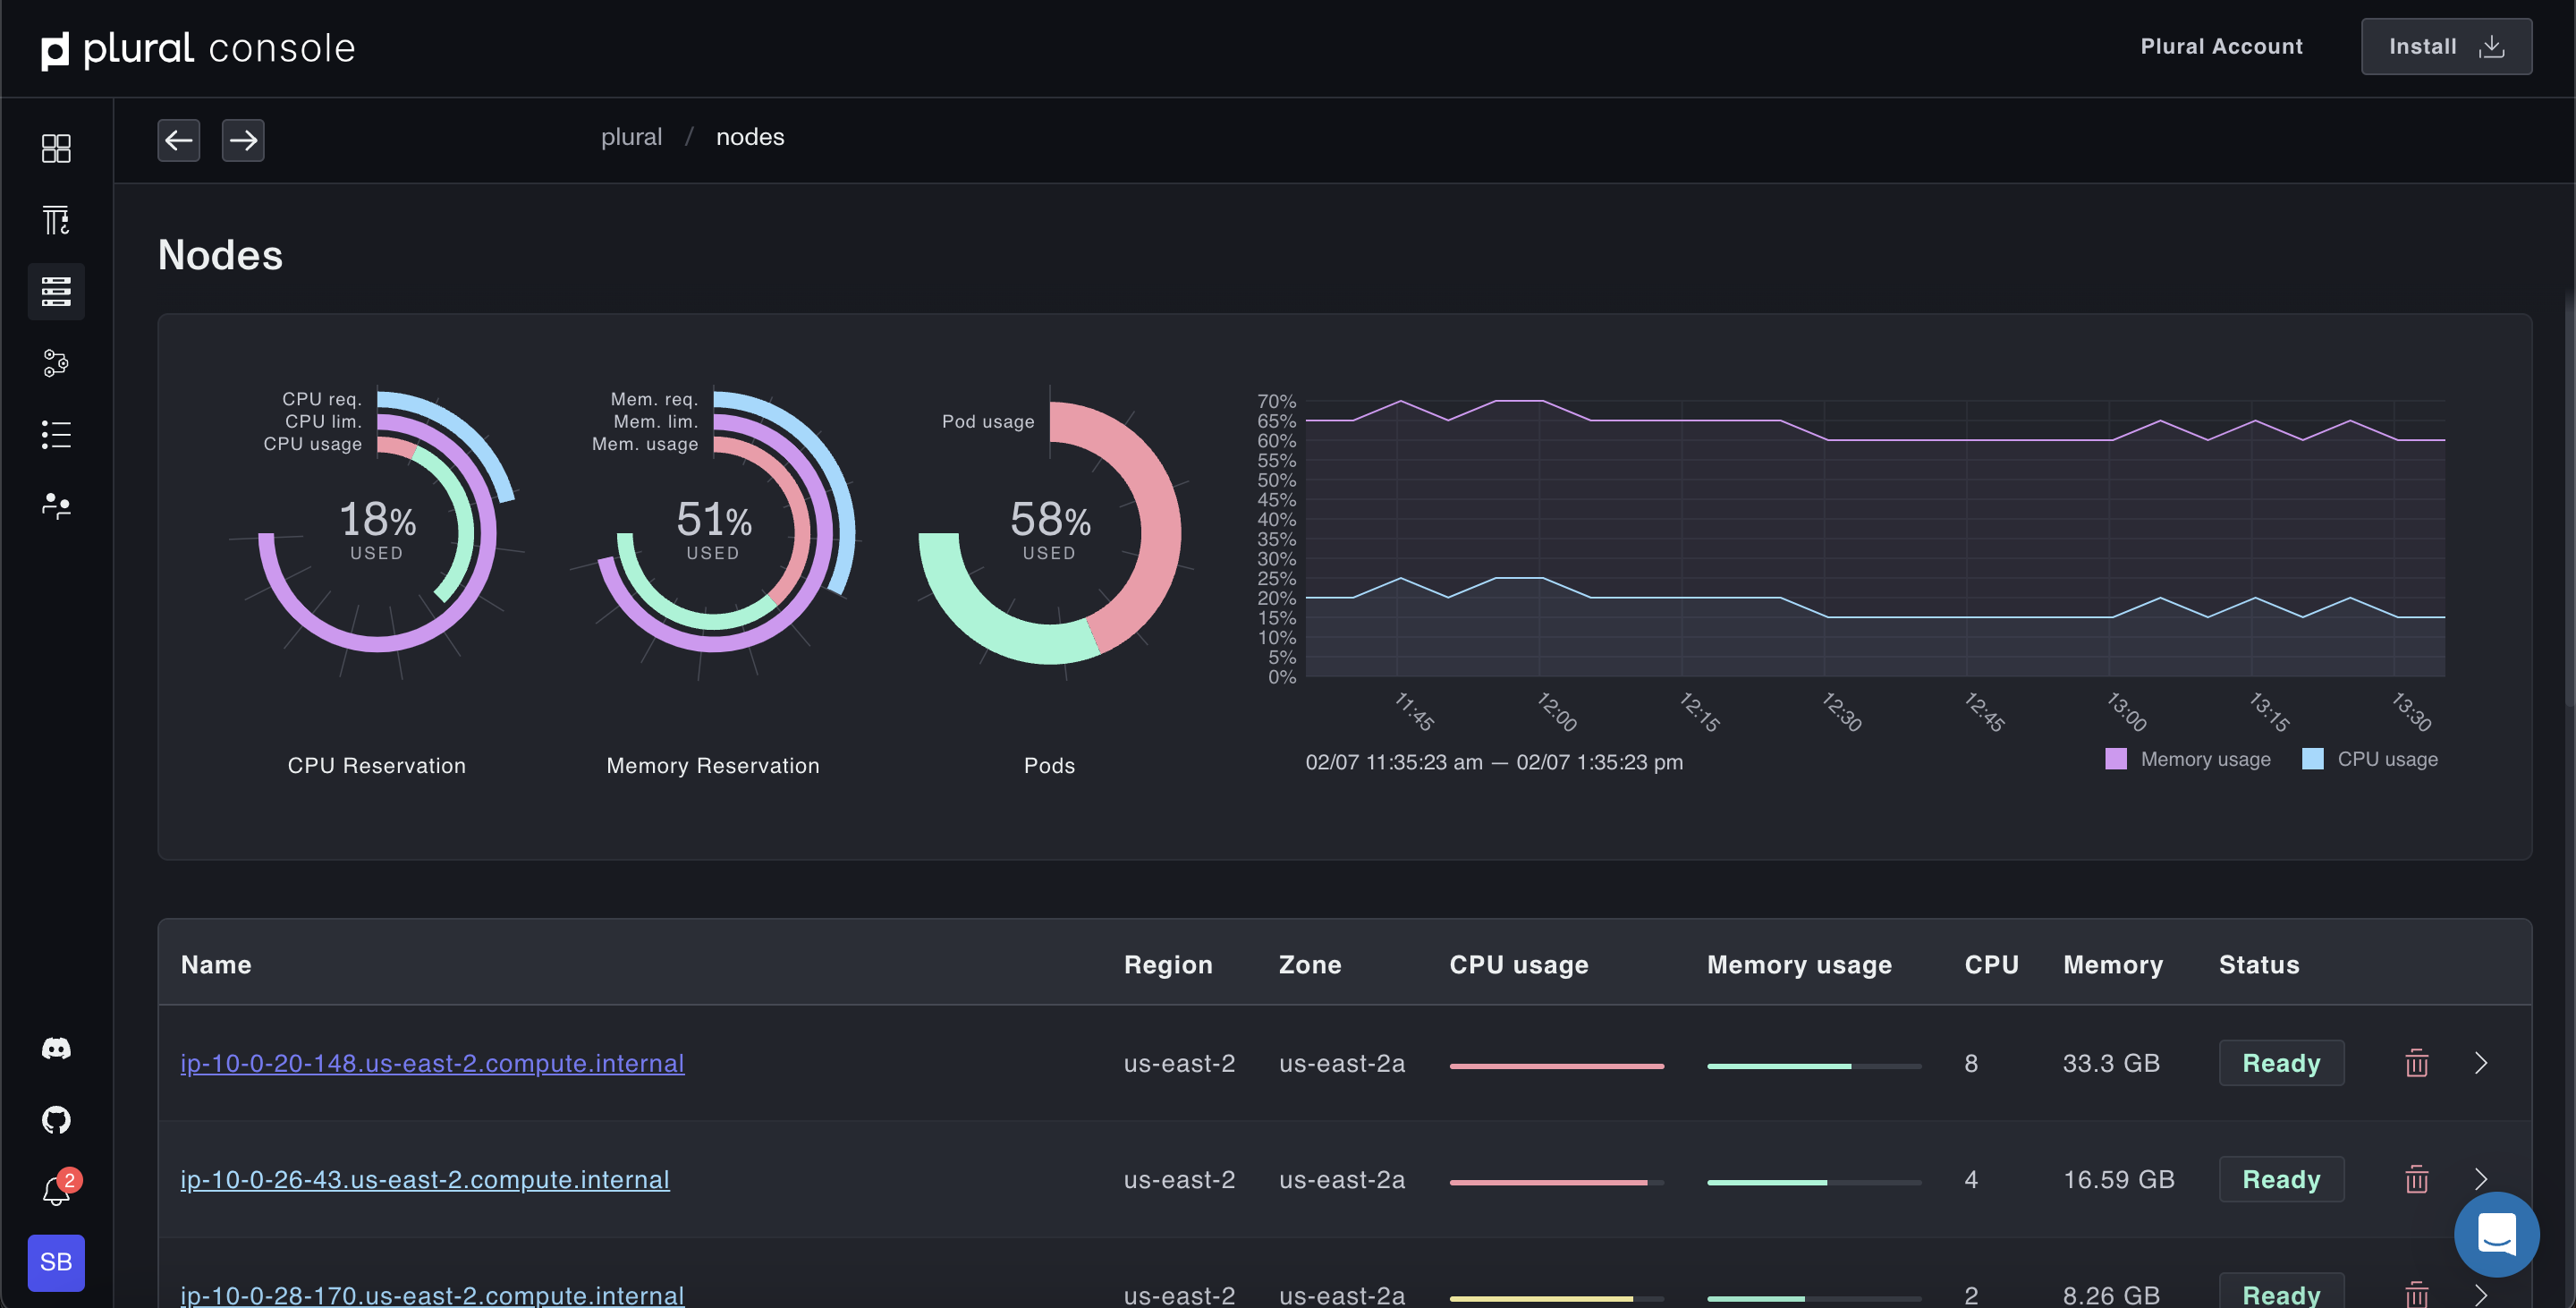 plural console
Plural Account
Install
plural / nodes
Nodes
CPU req.
CPU lim.
CPU usage
18%
USED
CPU Reservation
Mem. req.
Mem. lim.
Mem. usage
51%
USED
Memory Reservation
Pod usage
58%
USED
Pods
70%
65%
60%
55%
50%
45%
40%
35%
30%
25%
20%
15%
10%
5%
0%
11:45 12:00 12:15 12:30 12:45 13:00 13:15 13:30
02/07 11:35:23 am — 02/07 1:35:23 pm
Memory usage CPU usage
Name Region Zone CPU usage Memory usage CPU Memory Status
ip-10-0-20-148.us-east-2.compute.internal us-east-2 us-east-2a 8 33.3 GB Ready
ip-10-0-26-43.us-east-2.compute.internal us-east-2 us-east-2a 4 16.59 GB Ready
ip-10-0-28-170.us-east-2.compute.internal us-east-2 us-east-2a 2 8.26 GB Ready
2
SB